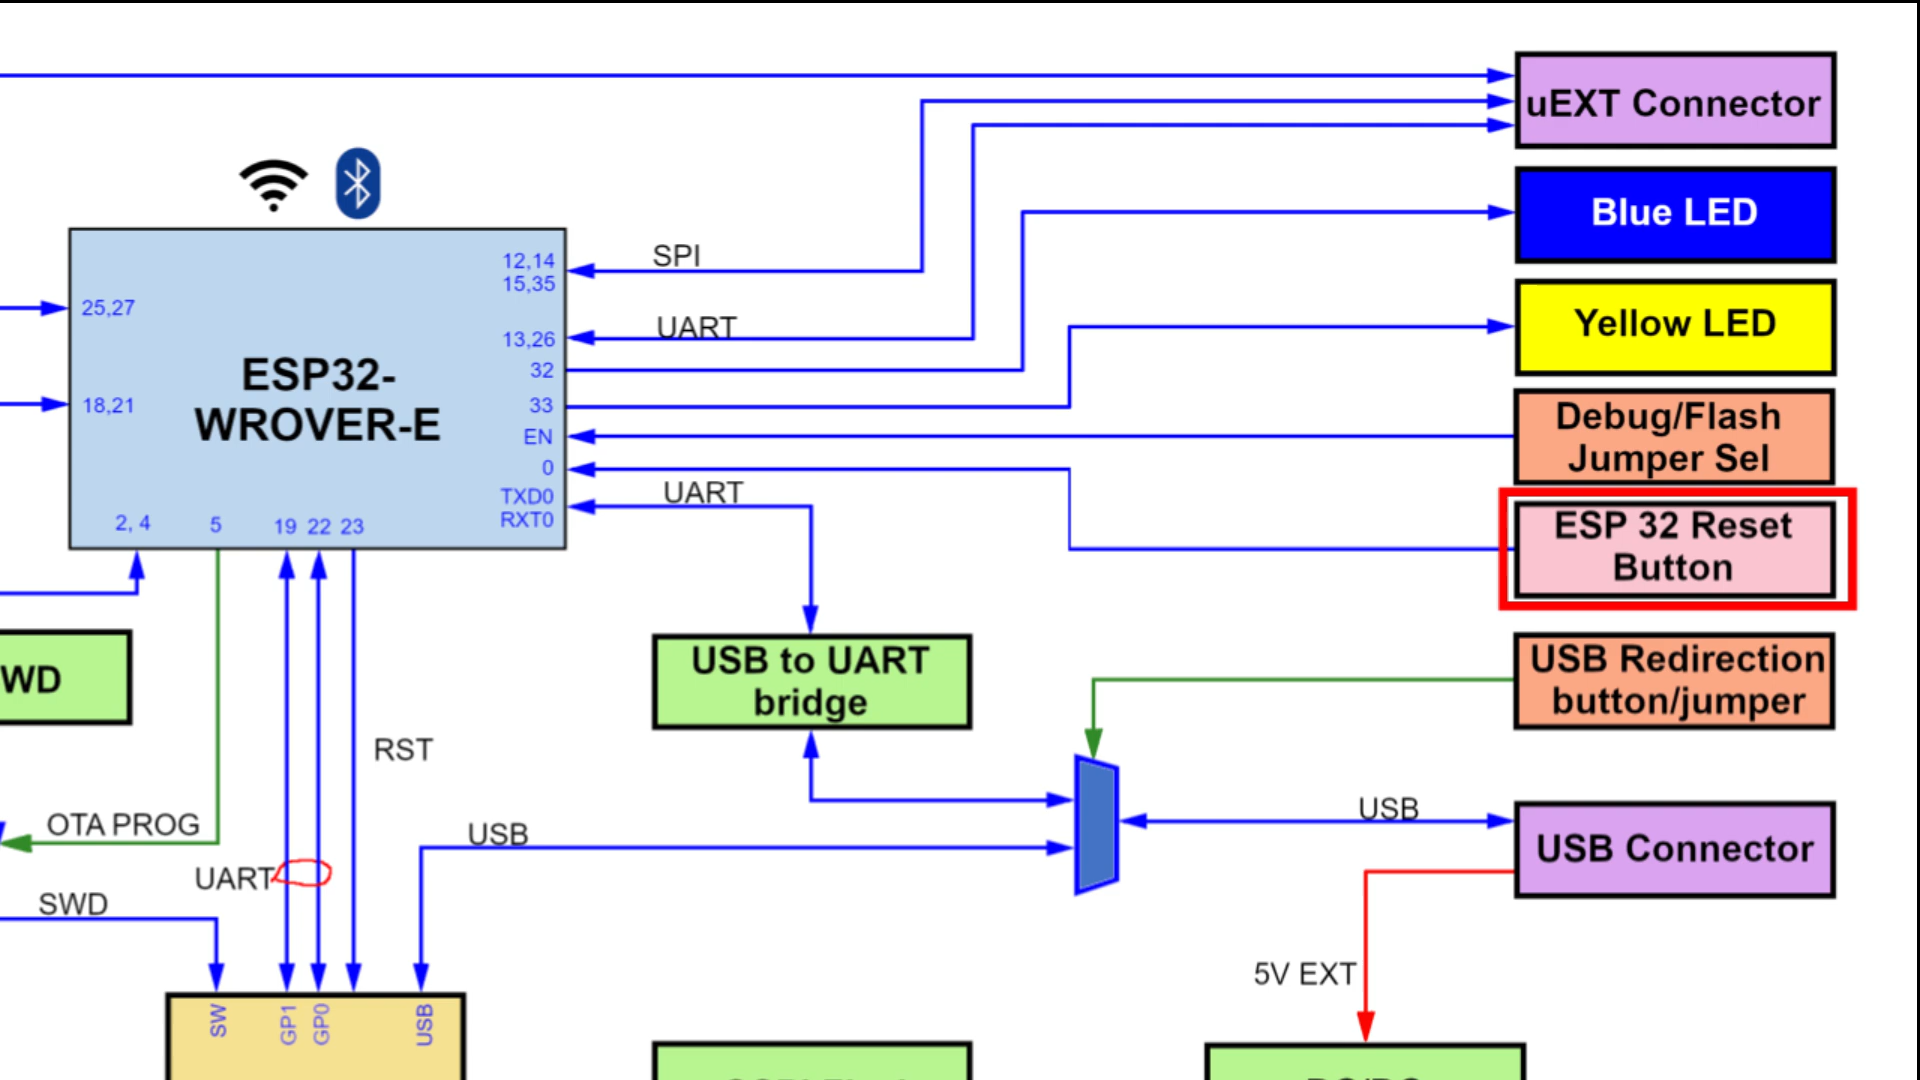 uEXT Connector
Blue LED
Yellow LED
Debug/Flash
Jumper Sel
ESP 32 Reset
Button
USB Redirection
button/jumper
USB Connector
SPI
UART
UART
12,14
15,35
13,26
32
33
EN
0
TXD0
RXT0
25,27
18,21
ESP32-
WROVER-E
2, 4
5
19
22
23
USB to UART
bridge
WD
RST
OTA PROG
UART
SWD
USB
USB
5V EXT
SW
GP1
GP0
USB